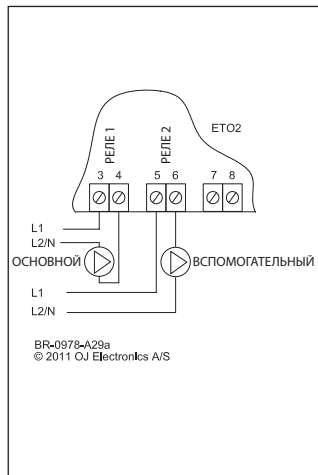 ETO2
РЕЛЕ 1
РЕЛЕ 2
3 4 5 6 7 8
L1
L2/N
ОСНОВНОЙ
ВСПОМОГАТЕЛЬНЫЙ
L1
L2/N
BR-0978-A29a
© 2011 OJ Electronics A/S